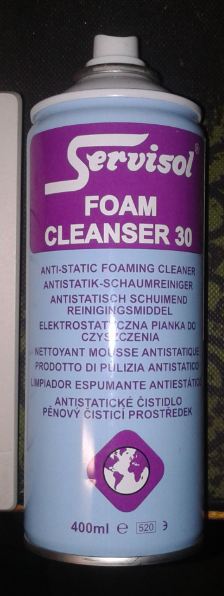 Servisol®
FOAM
CLEANSER 30
ANTI-STATIC FOAMING CLEANER
ANTISTATIK-SCHAUMREINIGER
ANTISTATISCH SCHUIMEND
REINIGINGSMIDDEL
ELEKTROSTATYCZNA PIANKA DO
CZYSZCZENIA
NETTOYANT MOUSSE ANTISTATIQUE
PRODOTTO DI PULIZIA ANTISTATICO
LIMPIADOR ESPUMANTE ANTIESTÁTICO
ANTISTATICKÉ ČISTIDLO
PĚNOVÝ ČISTICÍ PROSTŘEDEK
400ml ℮ 520